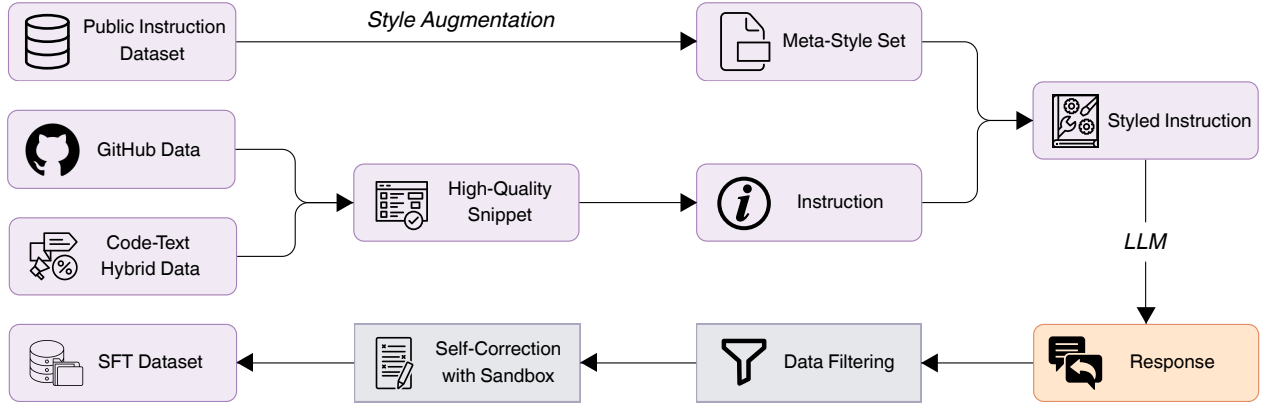 Public Instruction
Dataset
Style Augmentation
Meta-Style Set
GitHub Data
Styled Instruction
High-Quality
Snippet
Instruction
Code-Text
Hybrid Data
LLM
SFT Dataset
Self-Correction
with Sandbox
Data Filtering
Response